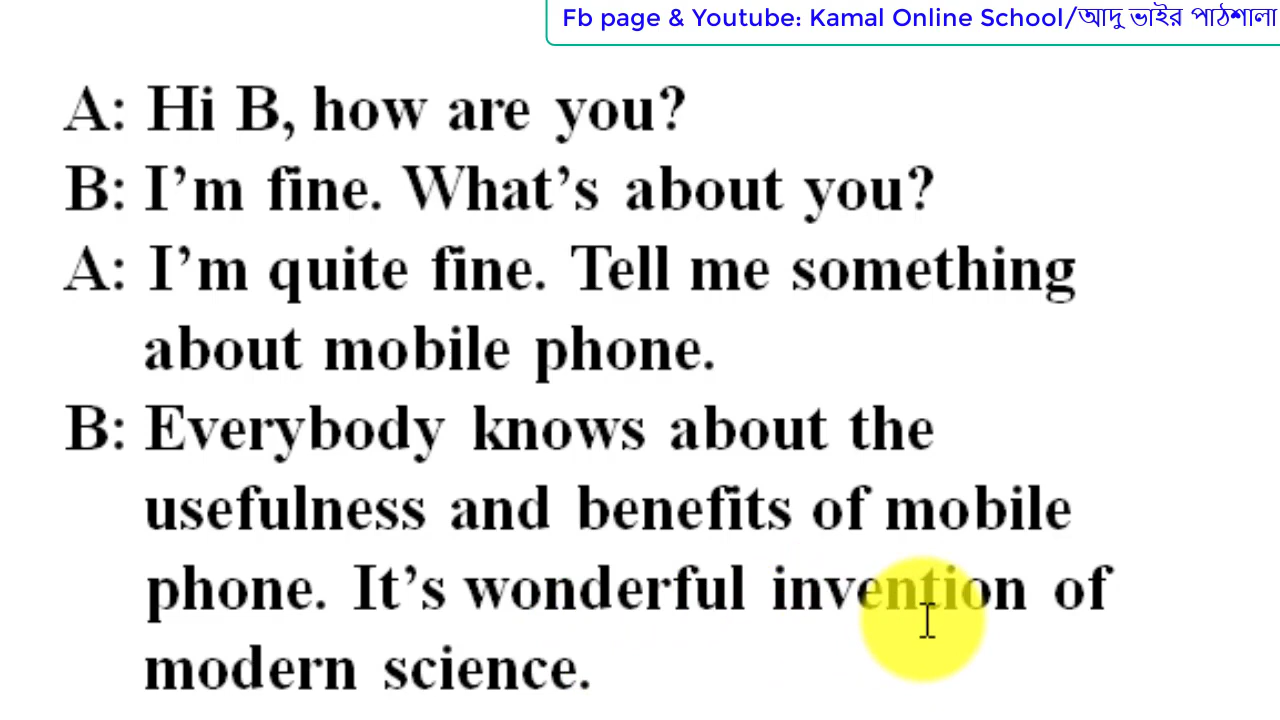 Fb page & Youtube: Kamal Online School/আদু ভাইর পাঠশালা
A: Hi B, how are you?
B: I’m fine. What’s about you?
A: I’m quite fine. Tell me something
about mobile phone.
B: Everybody knows about the
usefulness and benefits of mobile
phone. It’s wonderful invention of
modern science.